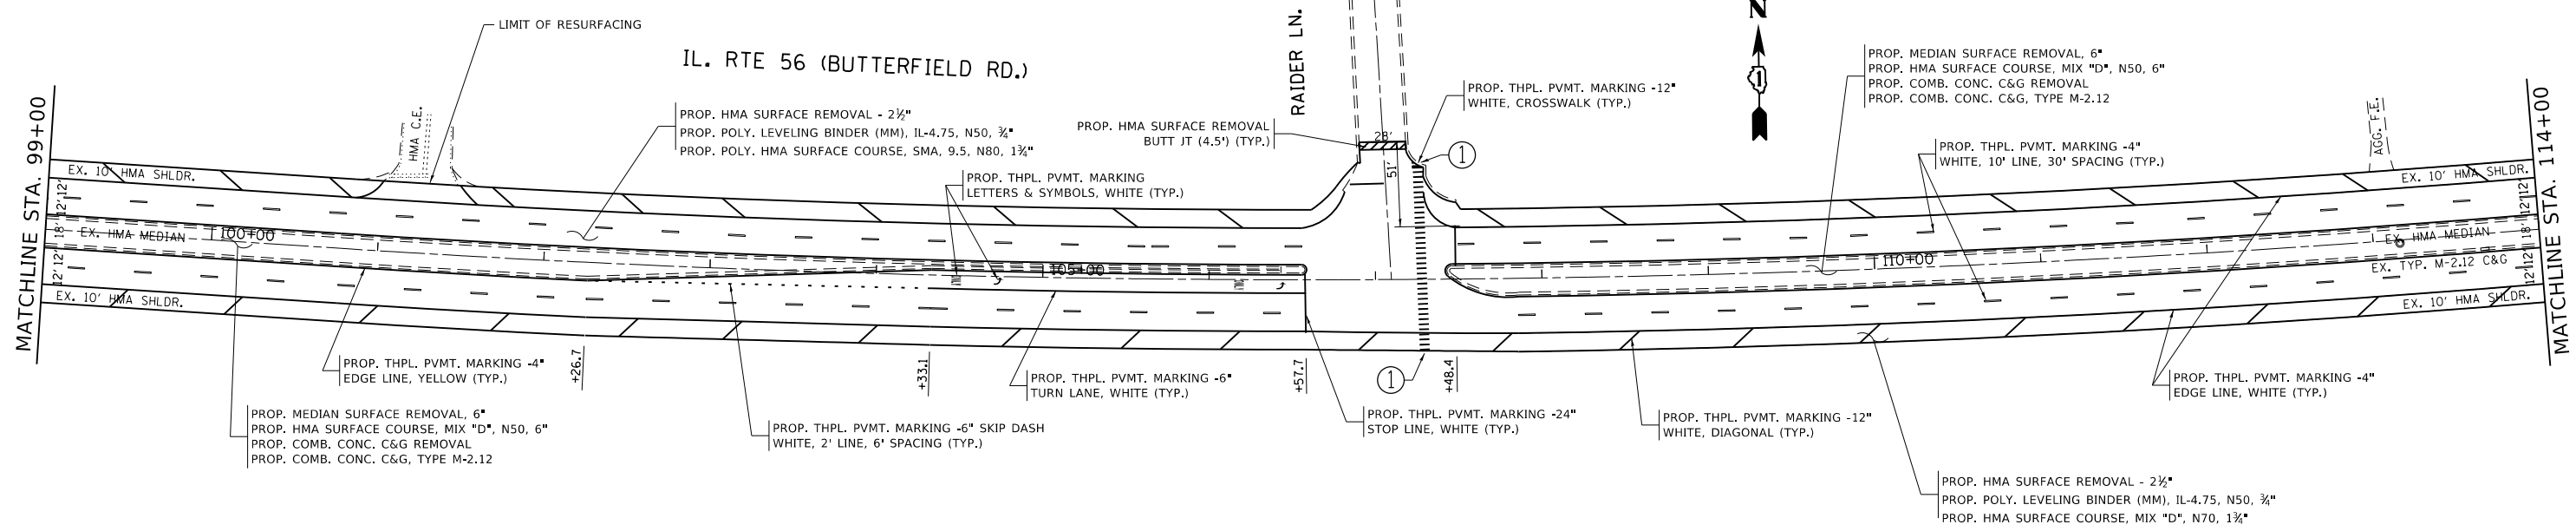 LIMIT OF RESURFACING
IL. RTE 56 (BUTTERFIELD RD.)
RAIDER LN.
N
1
MATCHLINE STA. 99+00
MATCHLINE STA. 114+00
HMA C.E.
AGG. F.E.
PROP. HMA SURFACE REMOVAL - 2½"
PROP. POLY. LEVELING BINDER (MM), IL-4.75, N50, ¾"
PROP. POLY. HMA SURFACE COURSE, SMA, 9.5, N80, 1¾"
PROP. THPL. PVMT. MARKING
LETTERS & SYMBOLS, WHITE (TYP.)
PROP. HMA SURFACE REMOVAL
BUTT JT (4.5') (TYP.)
28'
51'
PROP. THPL. PVMT. MARKING -12"
WHITE, CROSSWALK (TYP.)
1
PROP. MEDIAN SURFACE REMOVAL, 6"
PROP. HMA SURFACE COURSE, MIX "D", N50, 6"
PROP. COMB. CONC. C&G REMOVAL
PROP. COMB. CONC. C&G, TYPE M-2.12
PROP. THPL. PVMT. MARKING -4"
WHITE, 10' LINE, 30' SPACING (TYP.)
EX. 10' HMA SHLDR.
12' 12'
18'
12' 12'
EX. HMA MEDIAN
100+00
EX. 10' HMA SHLDR.
105+00
110+00
EX. 10' HMA SHLDR.
12' 12'
18'
12' 12'
EX. HMA MEDIAN
EX. TYP. M-2.12 C&G
EX. 10' HMA SHLDR.
+26.7
+33.1
+57.7
+48.4
1
PROP. THPL. PVMT. MARKING -4"
EDGE LINE, YELLOW (TYP.)
PROP. MEDIAN SURFACE REMOVAL, 6"
PROP. HMA SURFACE COURSE, MIX "D", N50, 6"
PROP. COMB. CONC. C&G REMOVAL
PROP. COMB. CONC. C&G, TYPE M-2.12
PROP. THPL. PVMT. MARKING -6" SKIP DASH
WHITE, 2' LINE, 6' SPACING (TYP.)
PROP. THPL. PVMT. MARKING -6"
TURN LANE, WHITE (TYP.)
PROP. THPL. PVMT. MARKING -24"
STOP LINE, WHITE (TYP.)
PROP. THPL. PVMT. MARKING -12"
WHITE, DIAGONAL (TYP.)
PROP. THPL. PVMT. MARKING -4"
EDGE LINE, WHITE (TYP.)
PROP. HMA SURFACE REMOVAL - 2½"
PROP. POLY. LEVELING BINDER (MM), IL-4.75, N50, ¾"
PROP. HMA SURFACE COURSE, MIX "D", N70, 1¾"